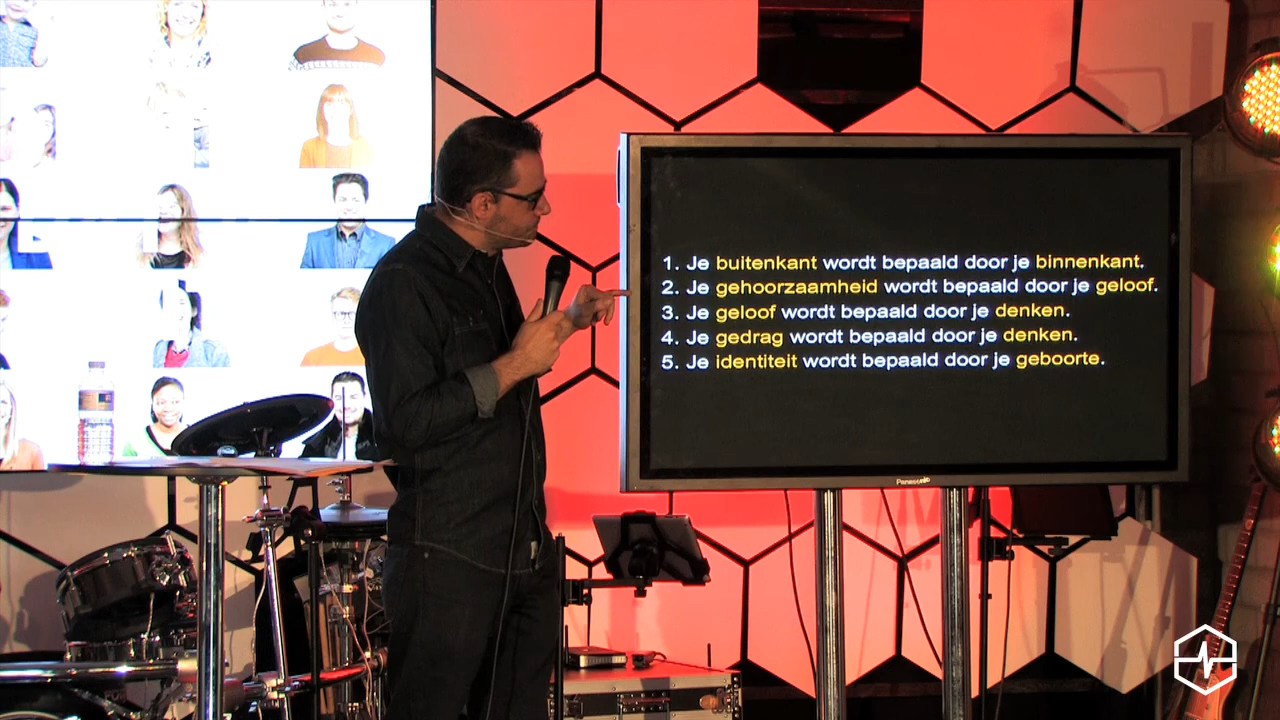 1. Je buitenkant wordt bepaald door je binnenkant.
2. Je gehoorzaamheid wordt bepaald door je geloof.
3. Je geloof wordt bepaald door je denken.
4. Je gedrag wordt bepaald door je denken.
5. Je identiteit wordt bepaald door je geboorte.
Panasonic